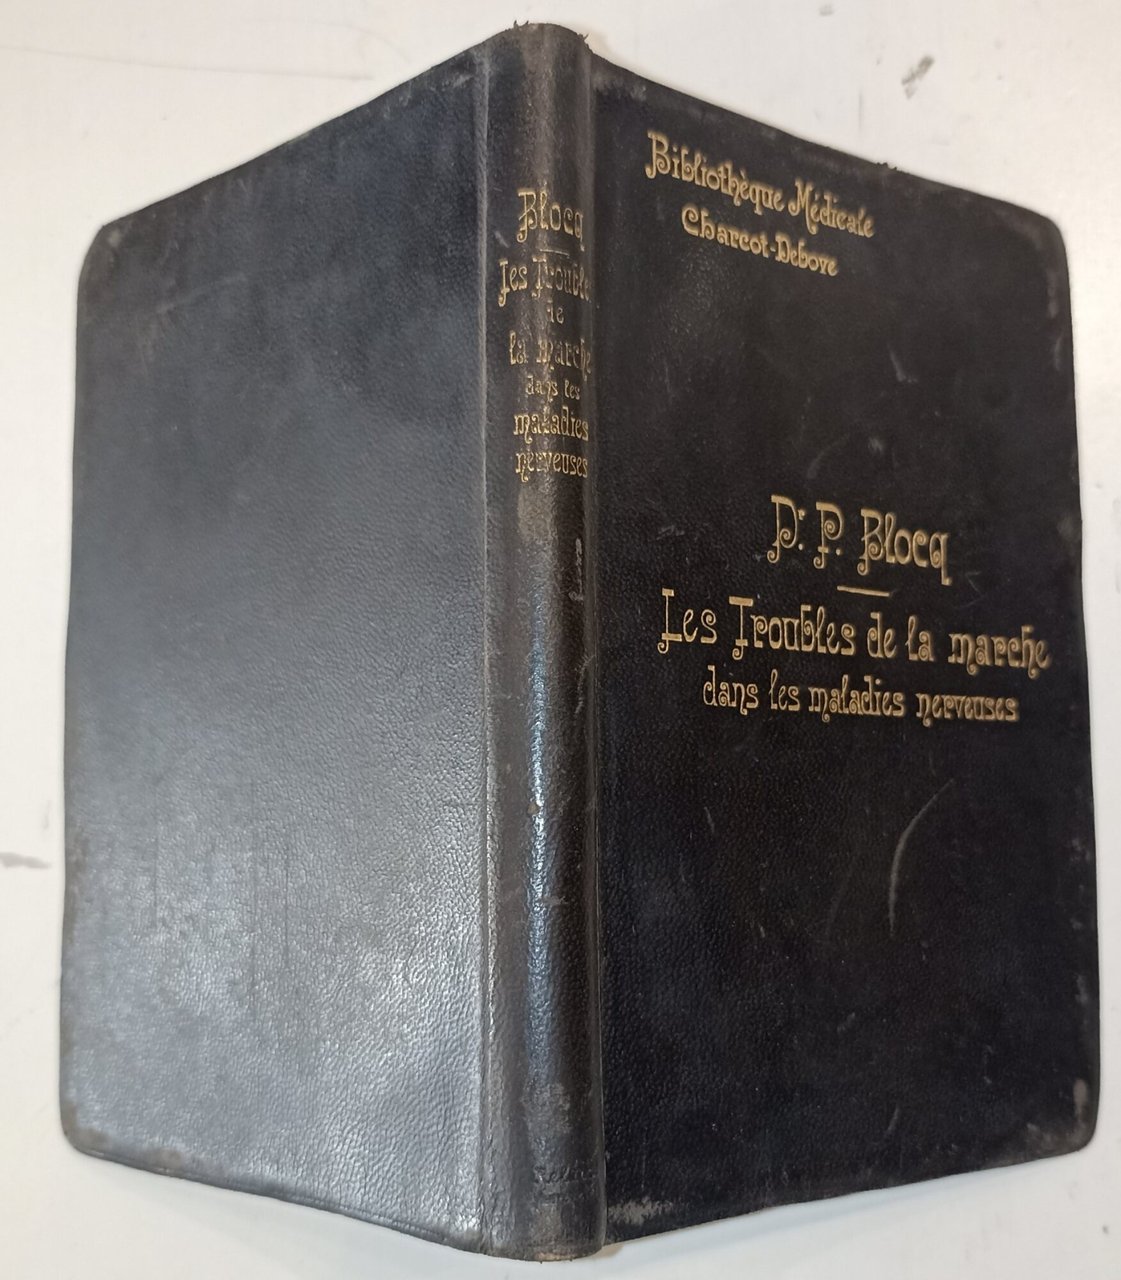 Blocq
Les Trouble
de
la marche
dans les
maladies
nerveuses
Bibliothèque Médicale
Charcot-Debove
Dr P. Blocq
Les Troubles de la marche
dans les maladies nerveuses